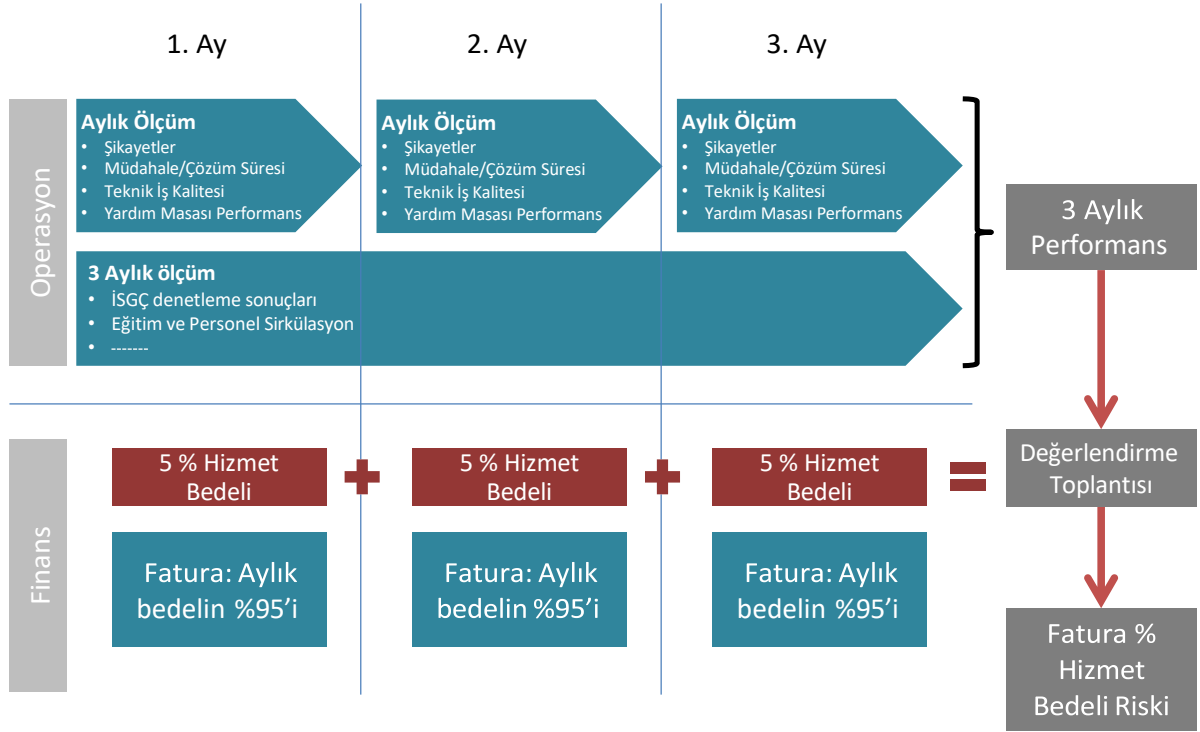 1. Ay
2. Ay
3. Ay
Operasyon
Aylık Ölçüm
• Şikayetler
• Müdahale/Çözüm Süresi
• Teknik İş Kalitesi
• Yardım Masası Performans
Aylık Ölçüm
• Şikayetler
• Müdahale/Çözüm Süresi
• Teknik İş Kalitesi
• Yardım Masası Performans
Aylık Ölçüm
• Şikayetler
• Müdahale/Çözüm Süresi
• Teknik İş Kalitesi
• Yardım Masası Performans
3 Aylık ölçüm
• İSGÇ denetleme sonuçları
• Eğitim ve Personel Sirkülasyon
• -------
3 Aylık
Performans
Finans
5 % Hizmet
Bedeli
+
5 % Hizmet
Bedeli
+
5 % Hizmet
Bedeli
=
Değerlendirme
Toplantısı
Fatura: Aylık
bedelin %95’i
Fatura: Aylık
bedelin %95’i
Fatura: Aylık
bedelin %95’i
Fatura %
Hizmet
Bedeli Riski